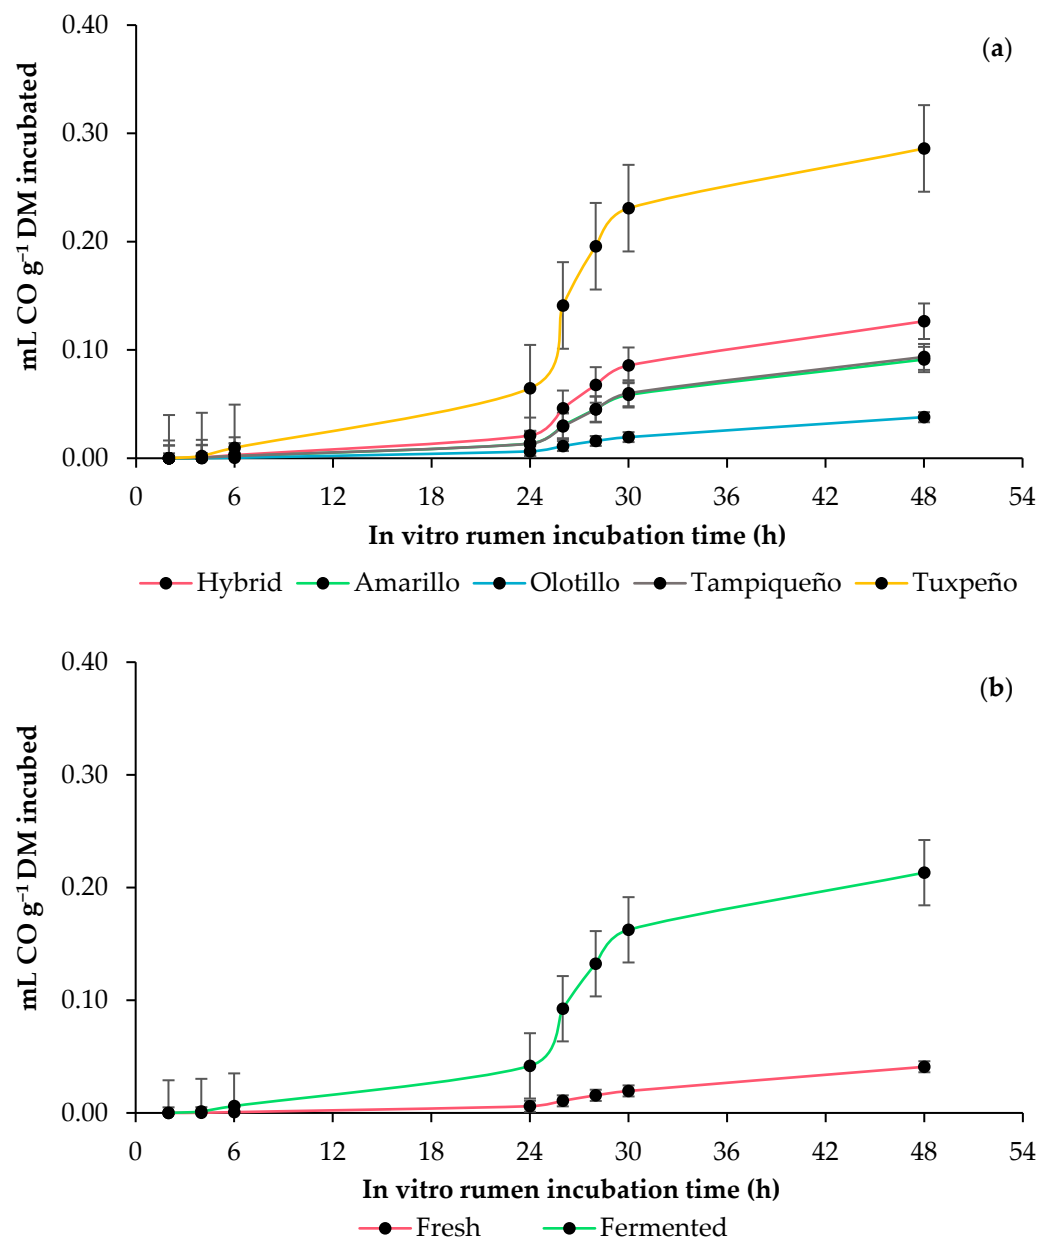 0.40
(a)
0.30
0.20
0.10
0.00
mL CO g⁻¹ DM incubated
0 6 12 18 24 30 36 42 48 54
In vitro rumen incubation time (h)
Hybrid Amarillo Olotillo Tampiqueño Tuxpeño
0.40
(b)
0.30
0.20
0.10
0.00
mL CO g⁻¹ DM incubed
0 6 12 18 24 30 36 42 48 54
In vitro rumen incubation time (h)
Fresh Fermented